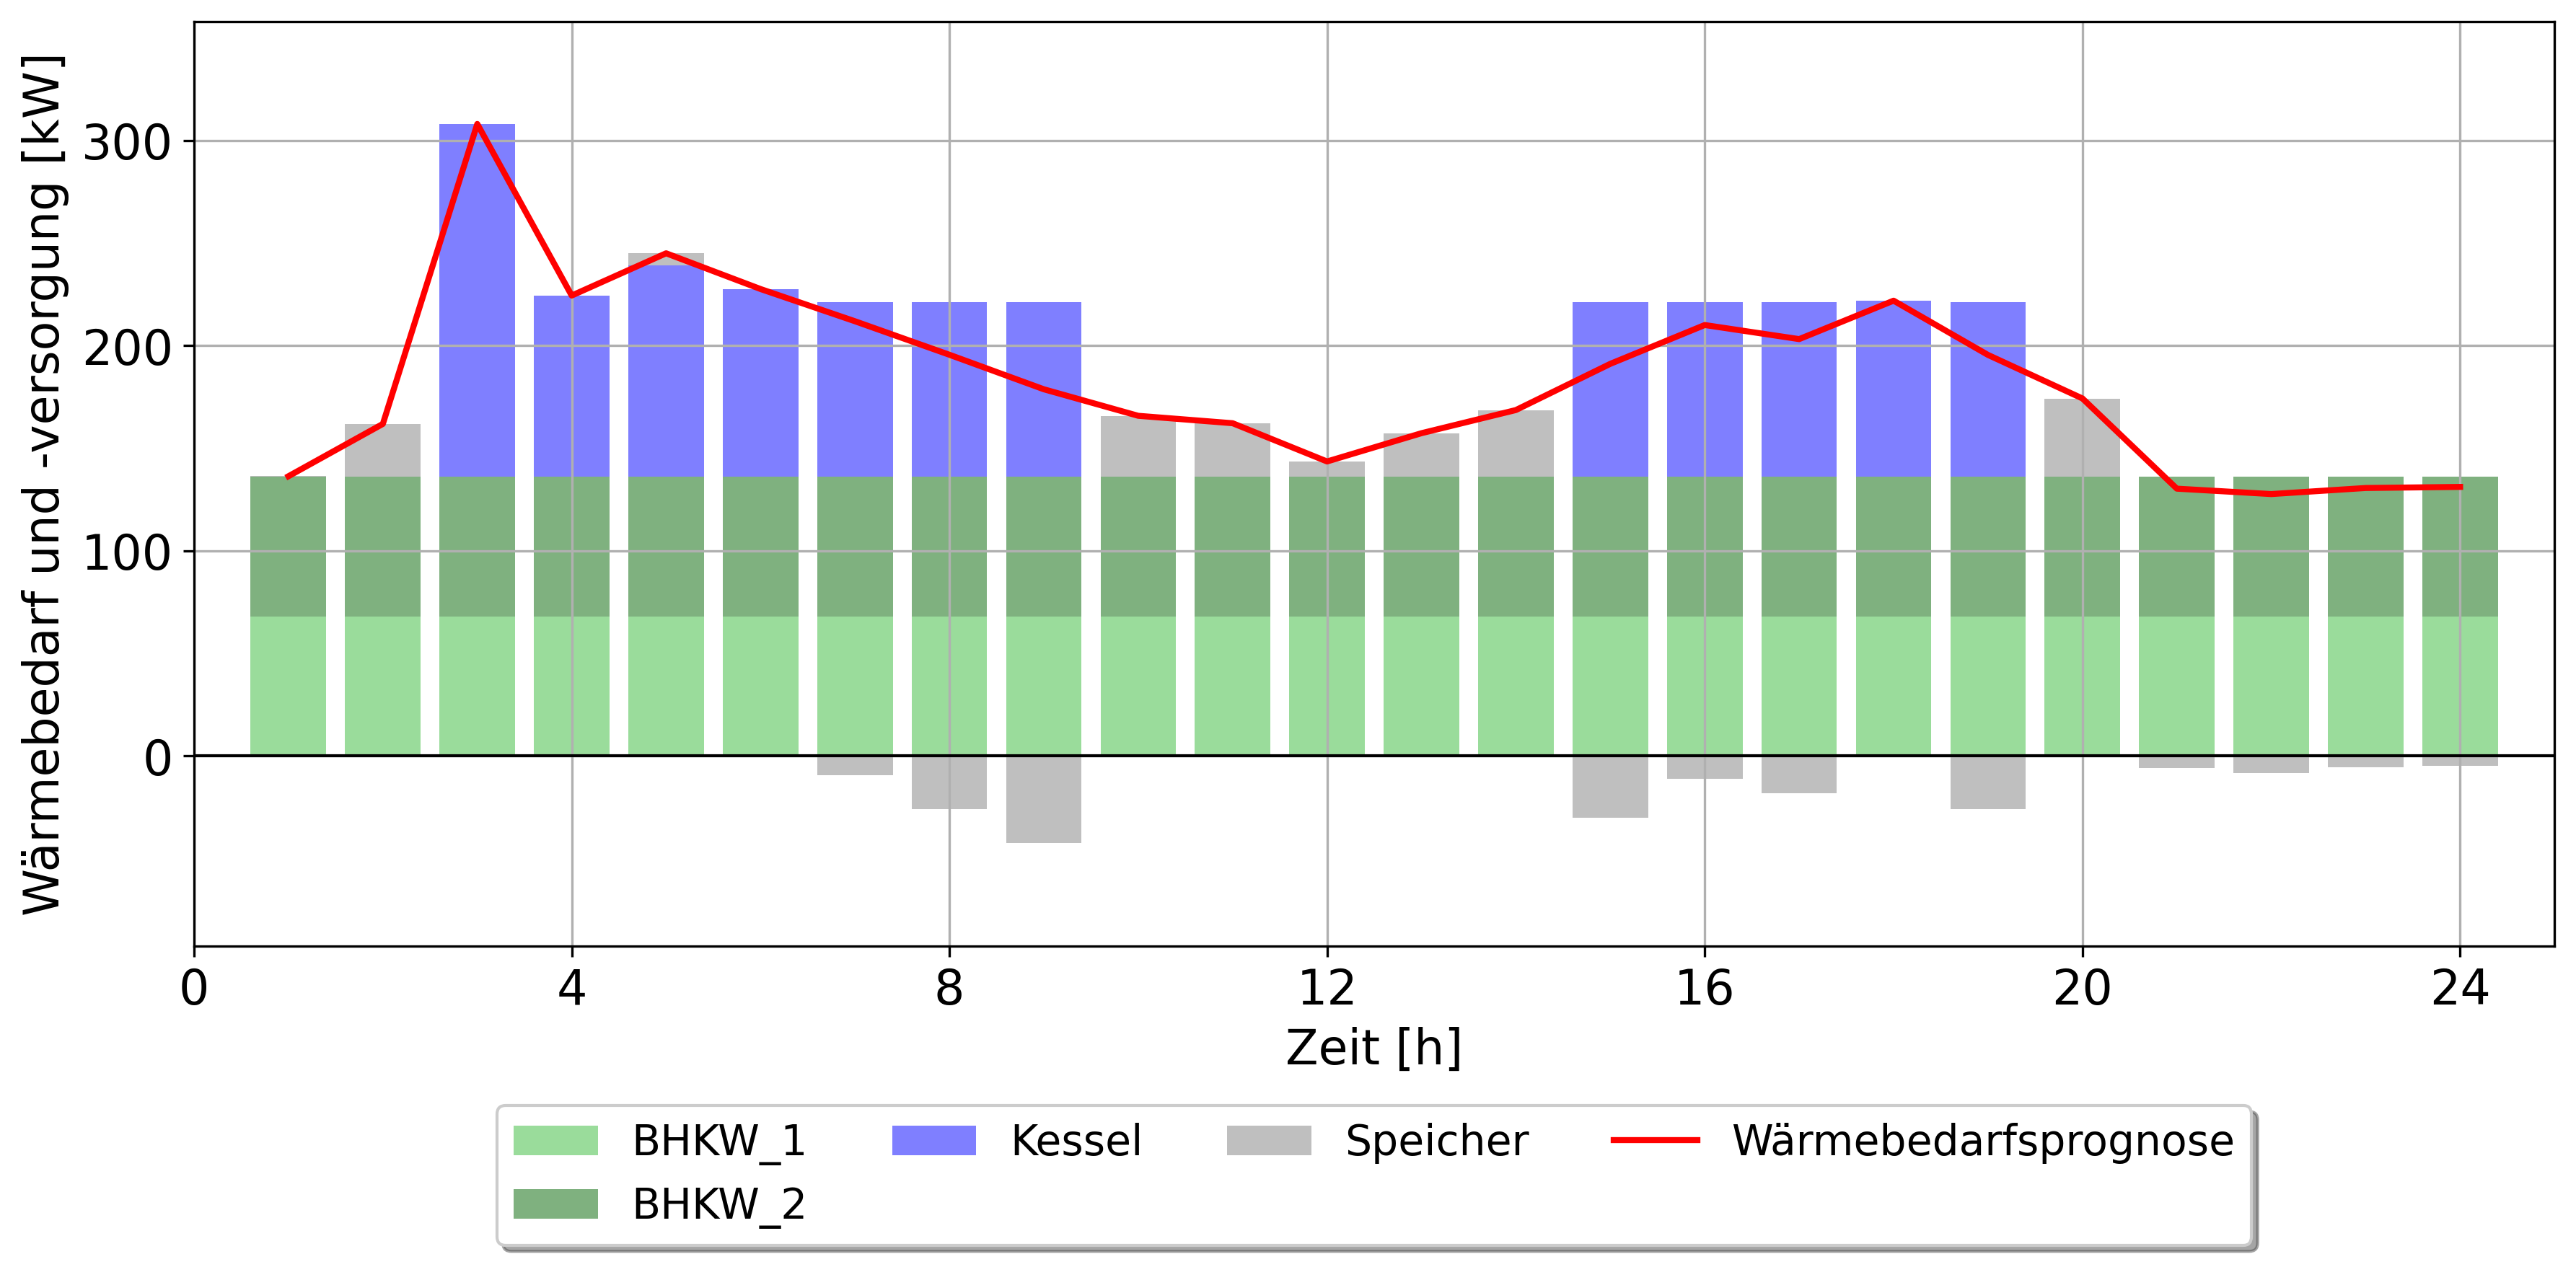 Wärmebedarf und -versorgung [kW]
300
200
100
0
0 4 8 12 16 20 24
Zeit [h]
BHKW_1 Kessel Speicher Wärmebedarfsprognose
BHKW_2